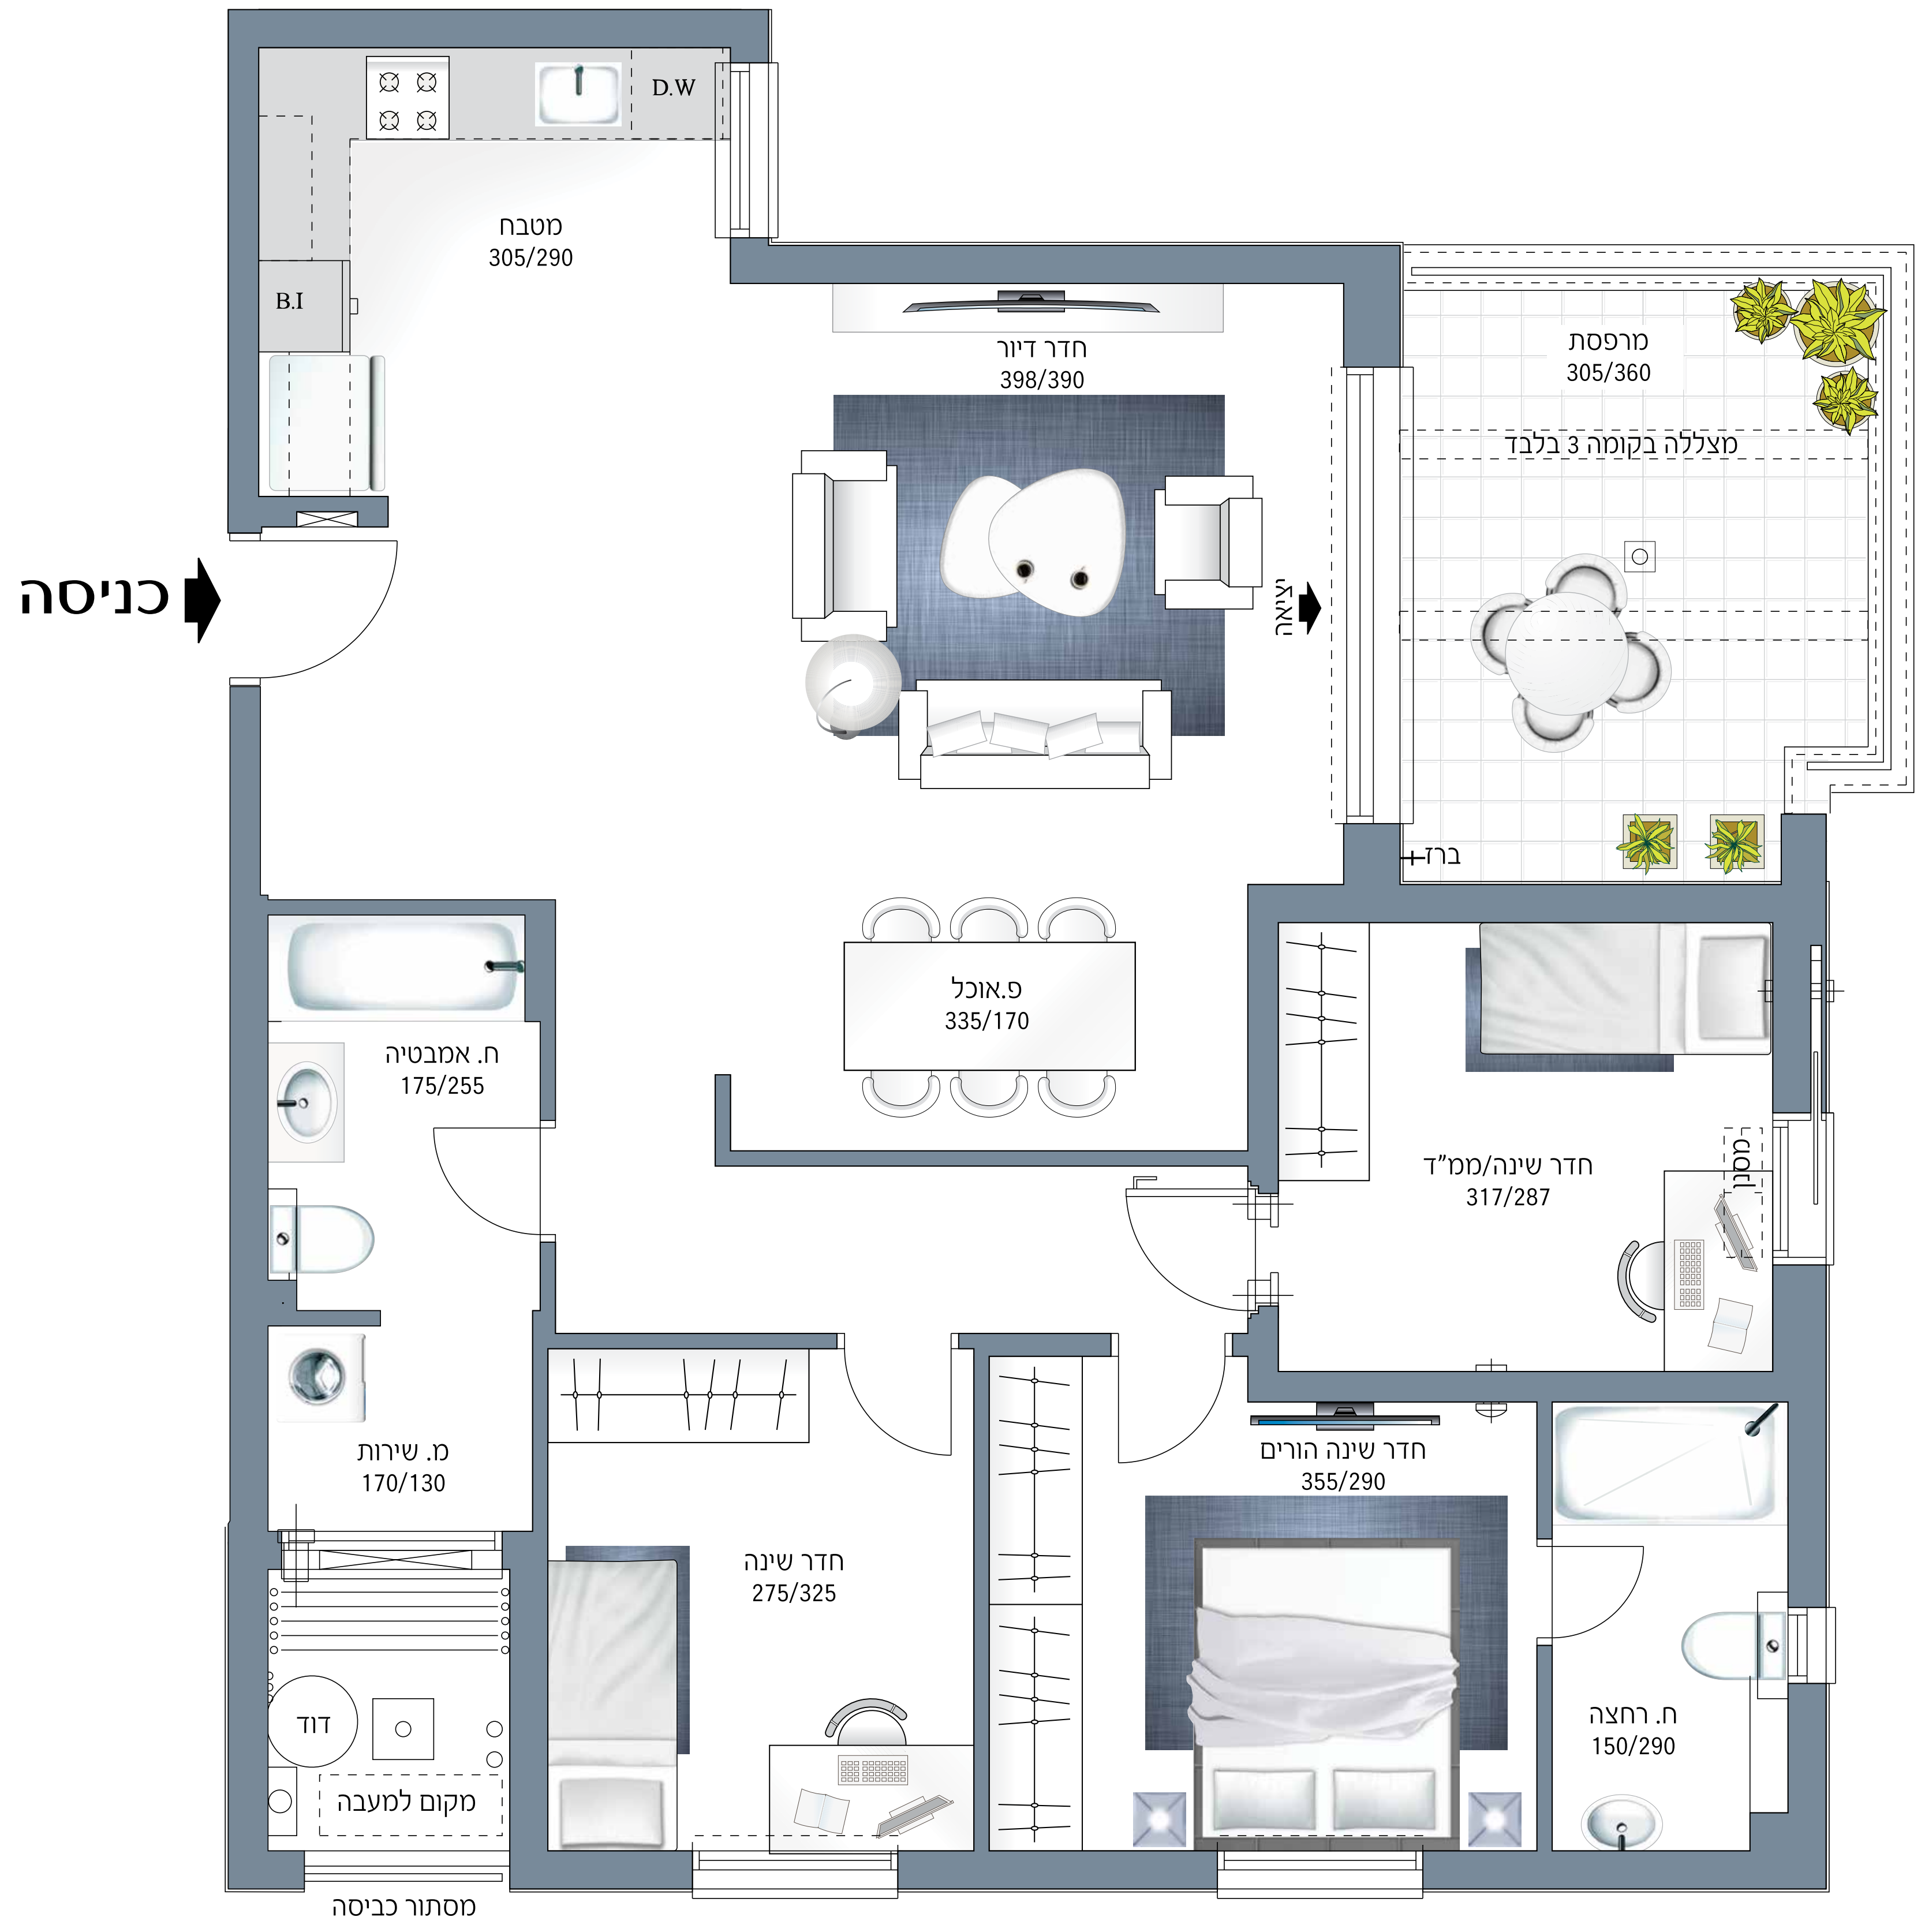 D.W
מטבח
305/290
B.I
חדר דיור
398/390
מרפסת
305/360
מצללה בקומה 3 בלבד
כניסה
יציאה
ברז
פ.אוכל
335/170
ח. אמבטיה
175/255
חדר שינה/ממ"ד
317/287
מסנן
מ. שירות
170/130
חדר שינה הורים
355/290
חדר שינה
275/325
ח. רחצה
150/290
דוד
מקום למעבה
מסתור כביסה